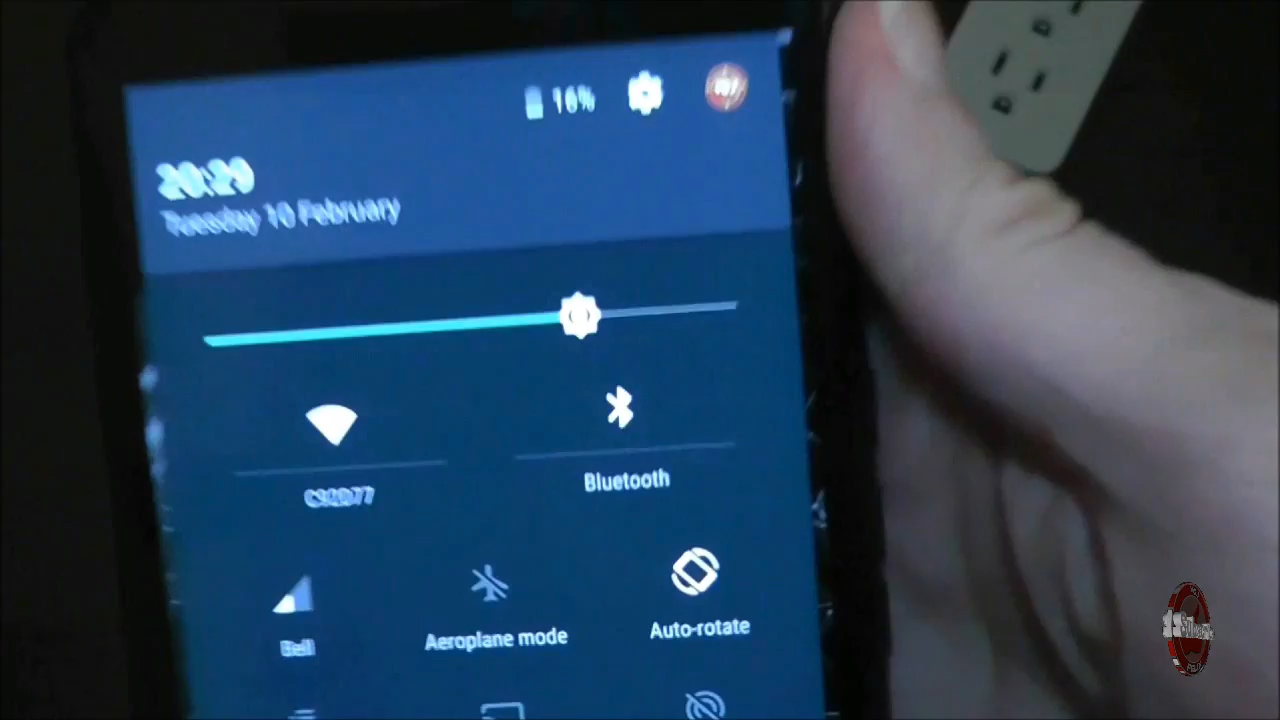 16%
20:29
Tuesday 10 February
Bluetooth
Bell
Aeroplane mode
Auto-rotate